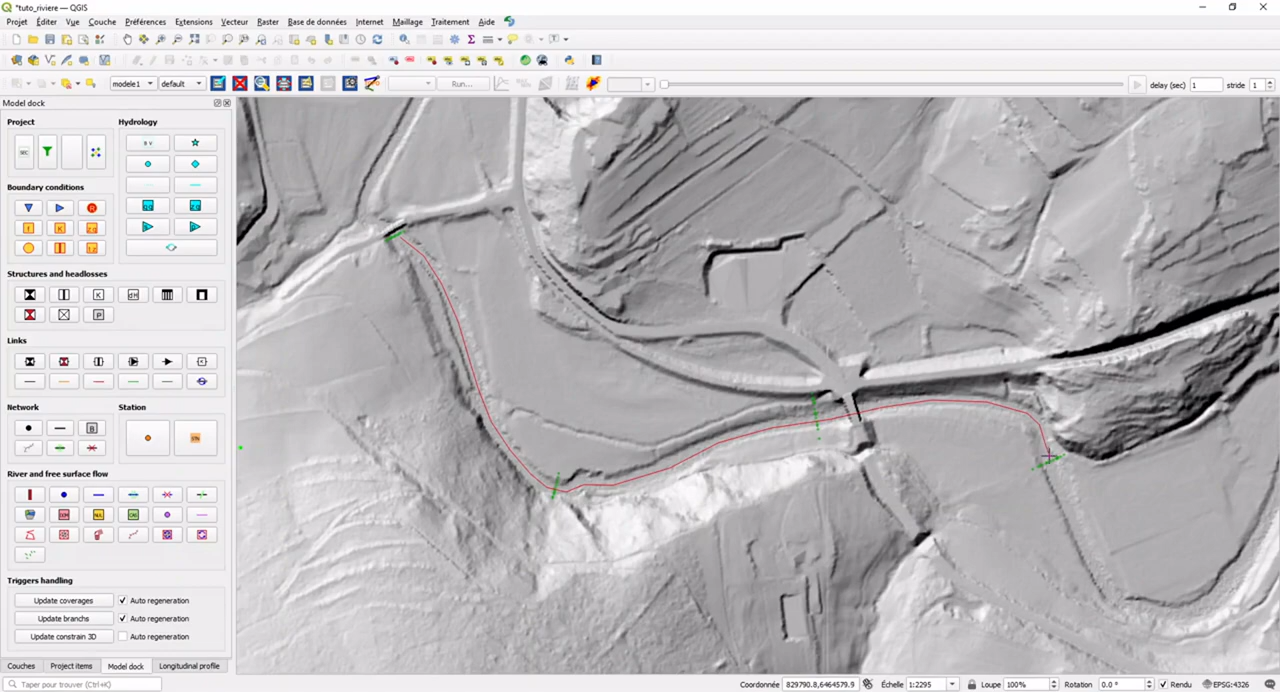 *tuto_riviere — QGIS
Projet Éditer Vue Couche Préférences Extensions Vecteur Raster Base de données Internet Maillage Traitement Aide
modele1 default Run... delay (sec) 1 stride 1
Model dock
Project Hydrology
Boundary conditions
Structures and headlosses
Links
Network Station
River and free surface flow
Triggers handling
Update coverages Auto regeneration
Update branchs Auto regeneration
Update constrain 3D Auto regeneration
Couches Project items Model dock Longitudinal profile
Taper pour trouver (Ctrl+K) Coordonnée 829790.8,6464579.9 Échelle 1:2295 Loupe 100% Rotation 0.0 ° Rendu EPSG:4326